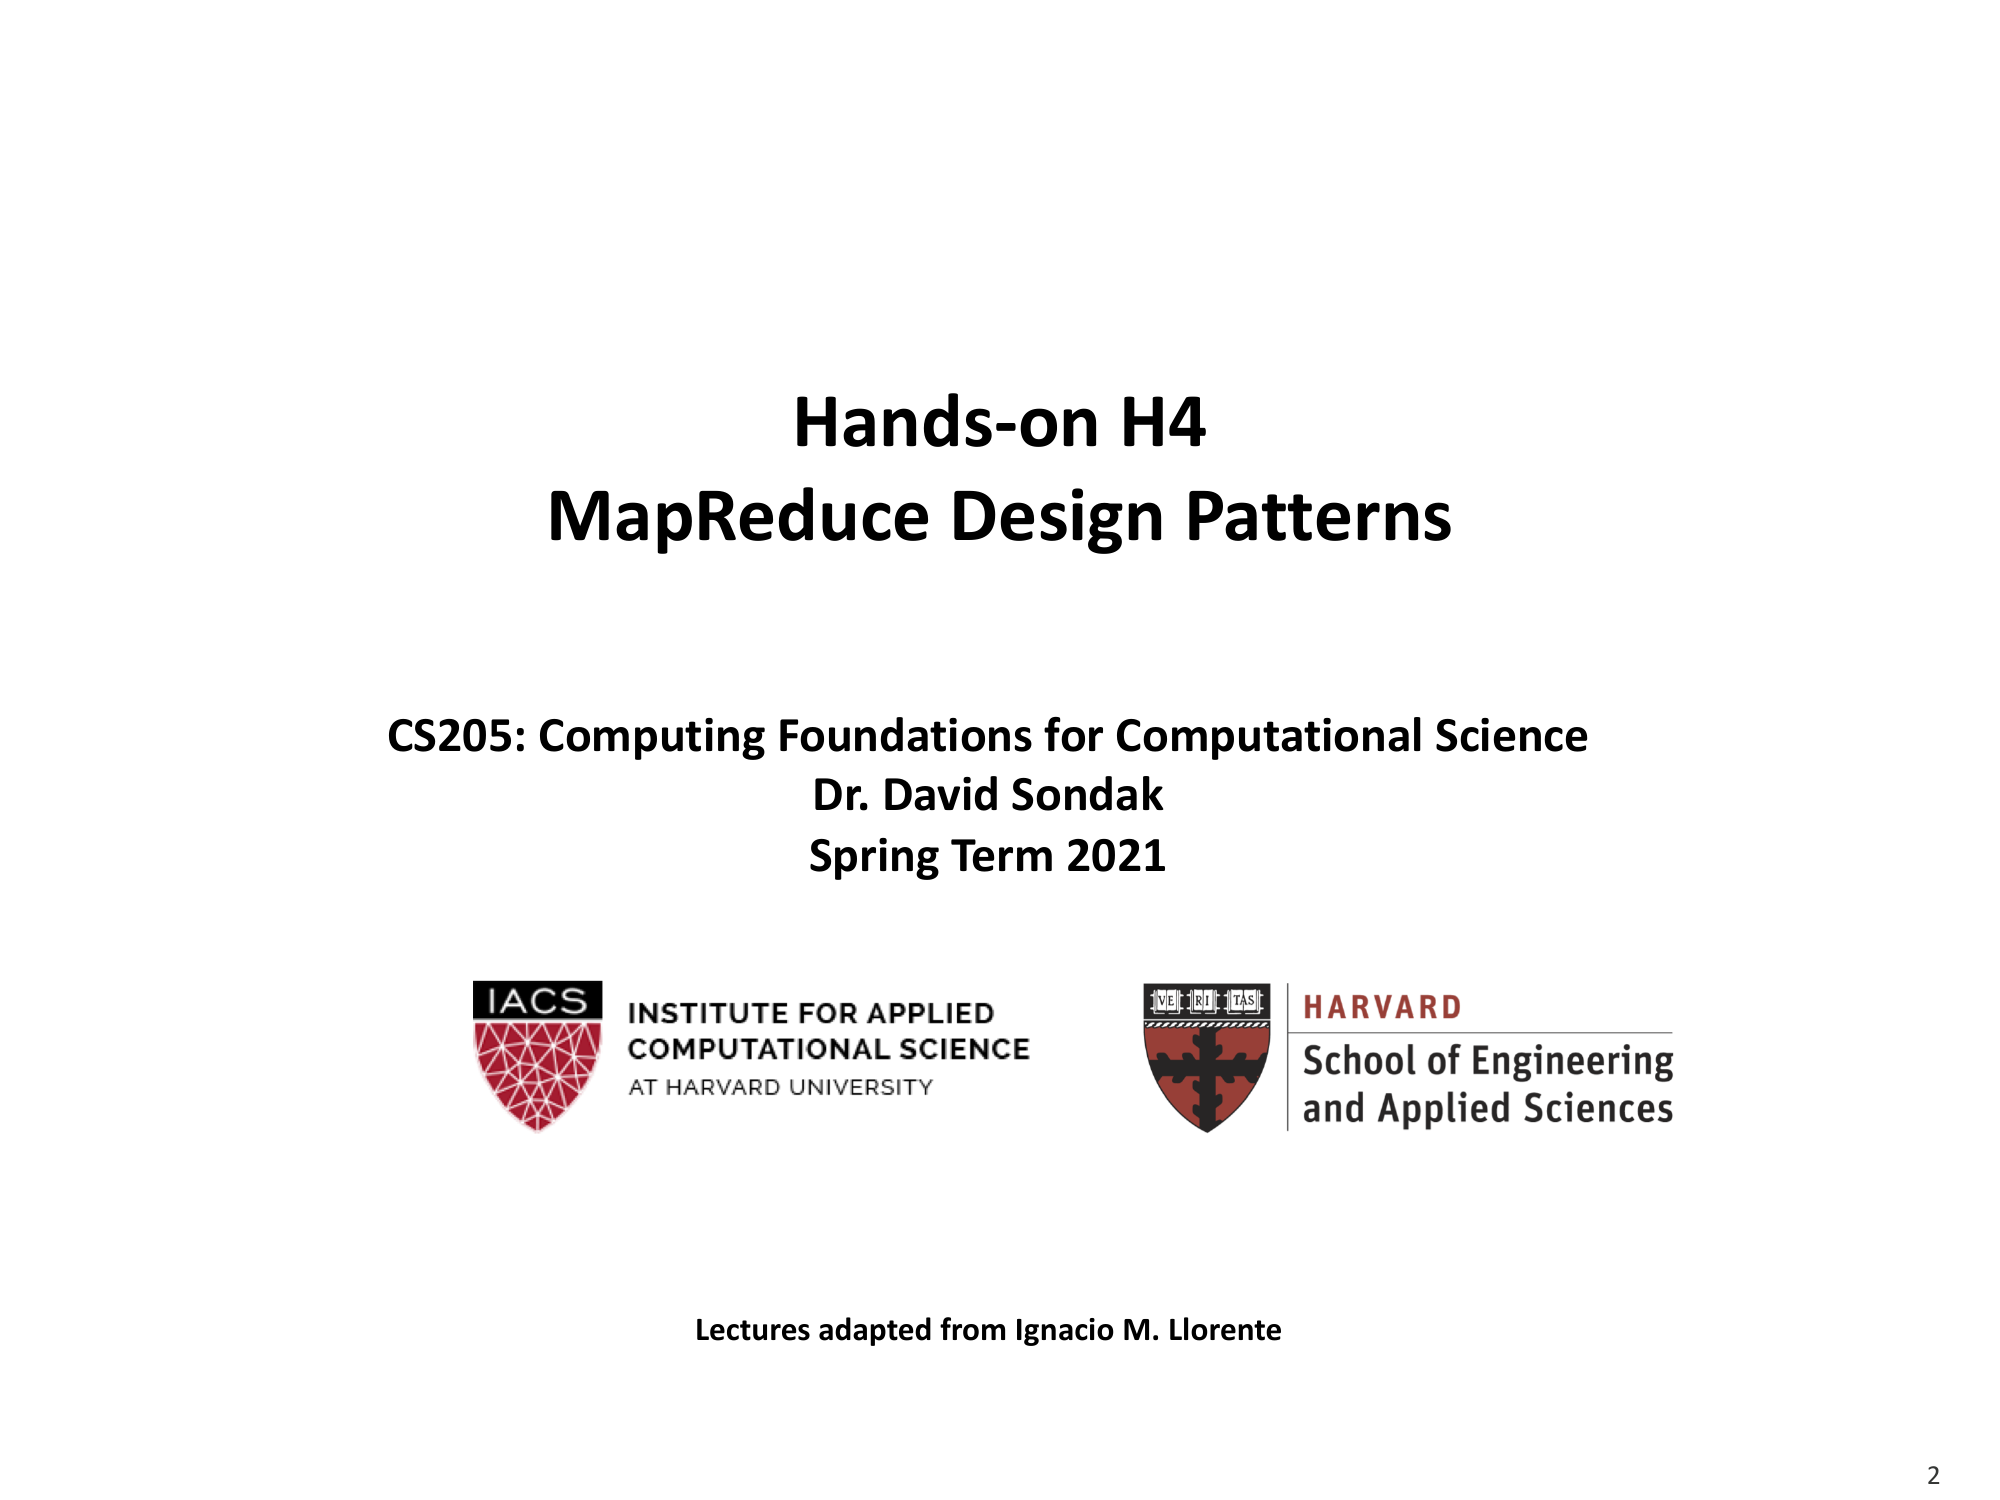 Hands-on H4
MapReduce Design Patterns
CS205: Computing Foundations for Computational Science
Dr. David Sondak
Spring Term 2021
IACS
INSTITUTE FOR APPLIED
COMPUTATIONAL SCIENCE
AT HARVARD UNIVERSITY
VE RI TAS
HARVARD
School of Engineering
and Applied Sciences
Lectures adapted from Ignacio M. Llorente
2